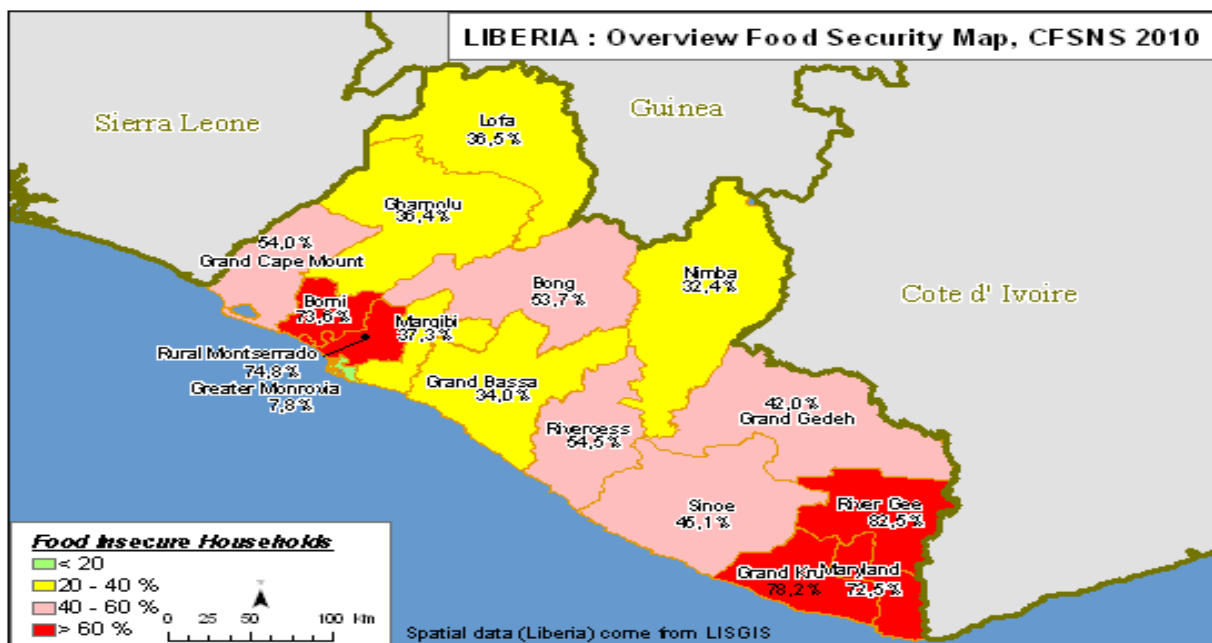 LIBERIA : Overview Food Security Map, CFSNS 2010
Sierra Leone
Guinea
Lofa
36,5%
Gbarpolu
36,4%
54,0%
Grand Cape Mount
Bomi
73,6%
Bong
53,7%
Nimba
32,4%
Cote d' Ivoire
Margibi
37,3%
Rural Montserrado
74,8%
Greater Monrovia
7,8%
Grand Bassa
34,0%
Rivercess
54,5%
42,0%
Grand Gedeh
Sinoe
45,1%
River Gee
82,5%
Grand Kru
78,2%
Maryland
72,5%
Food Insecure Households
< 20
20 - 40 %
40 - 60 %
> 60 %
0 25 50 100 Km
Spatial data (Liberia) come from LISGIS